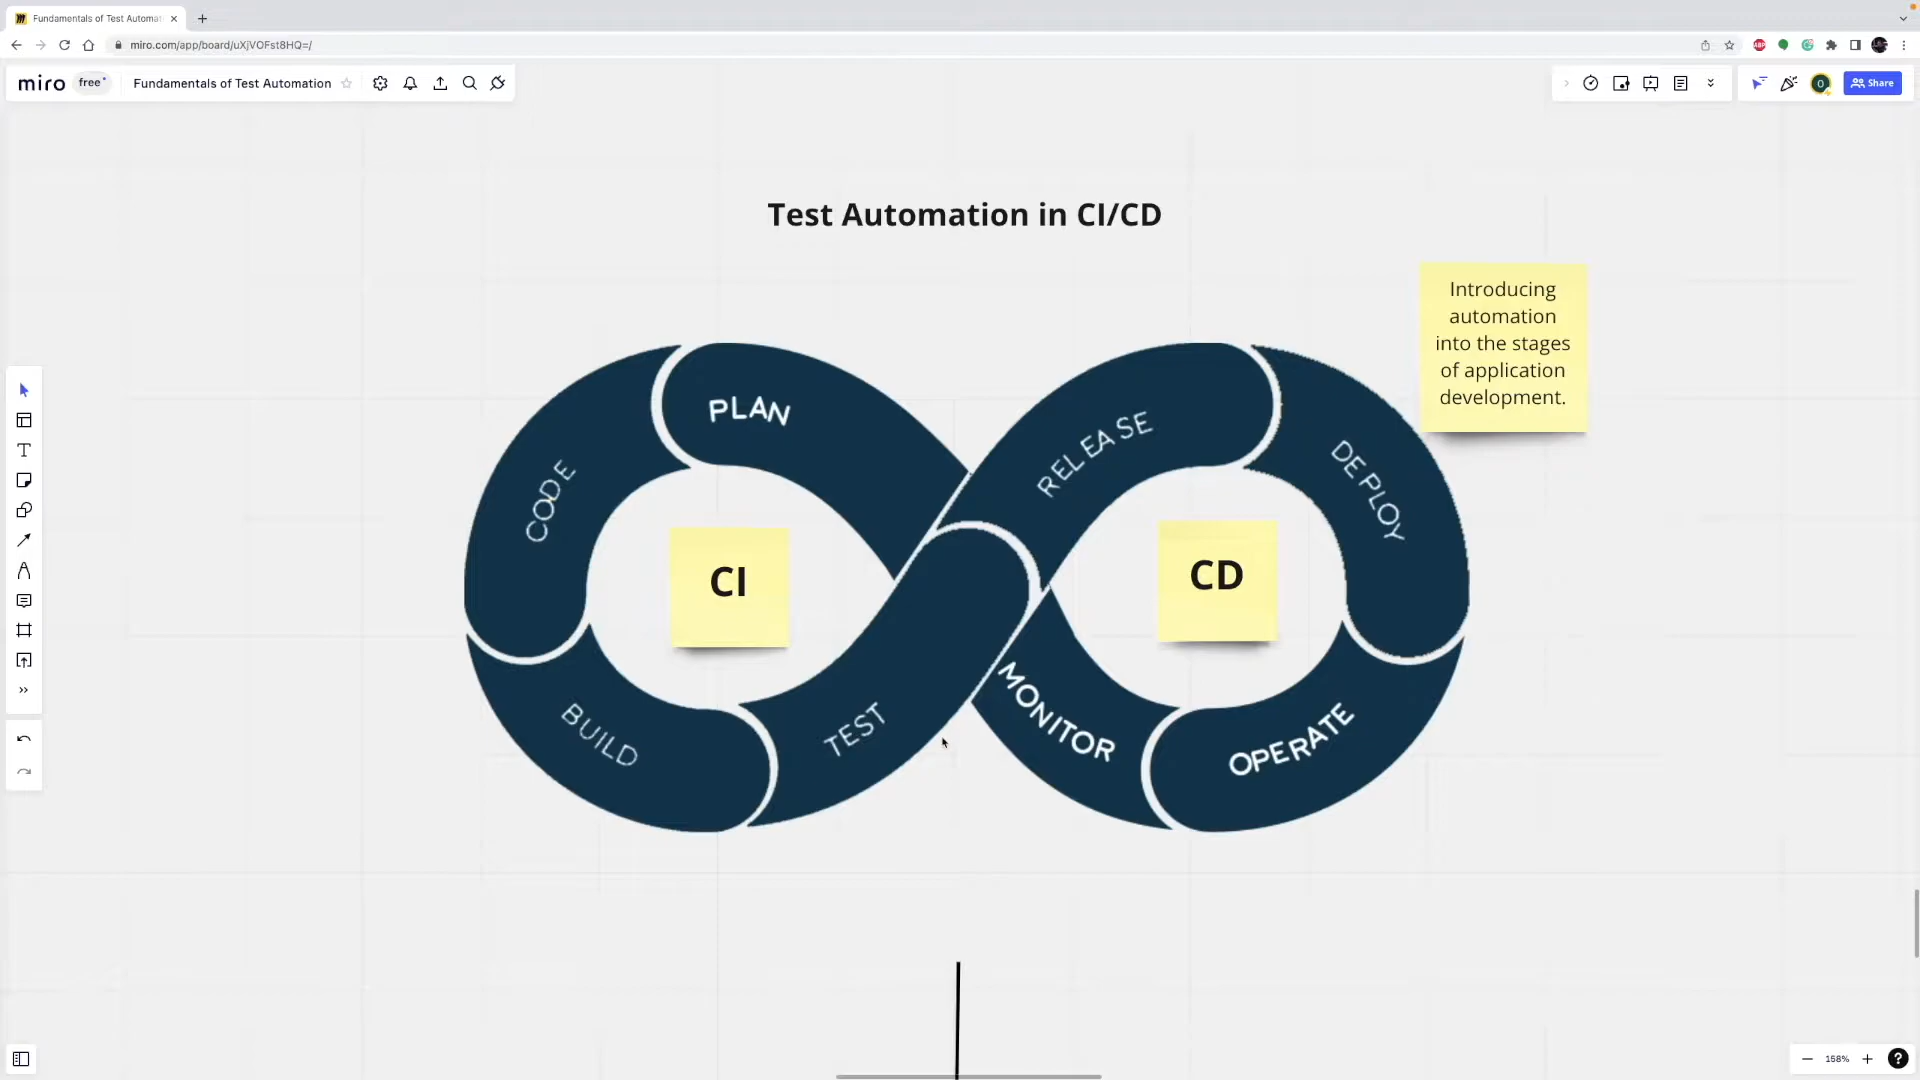 Fundamentals of Test Automat
miro.com/app/board/uXjVOFst8HQ=/
ABP
miro
free
Fundamentals of Test Automation
O
Share
Test Automation in CI/CD
Introducing
automation
into the stages
of application
development.
PLAN
RELEASE
CODE
DEPLOY
CI
CD
BUILD
TEST
MONITOR
OPERATE
158%